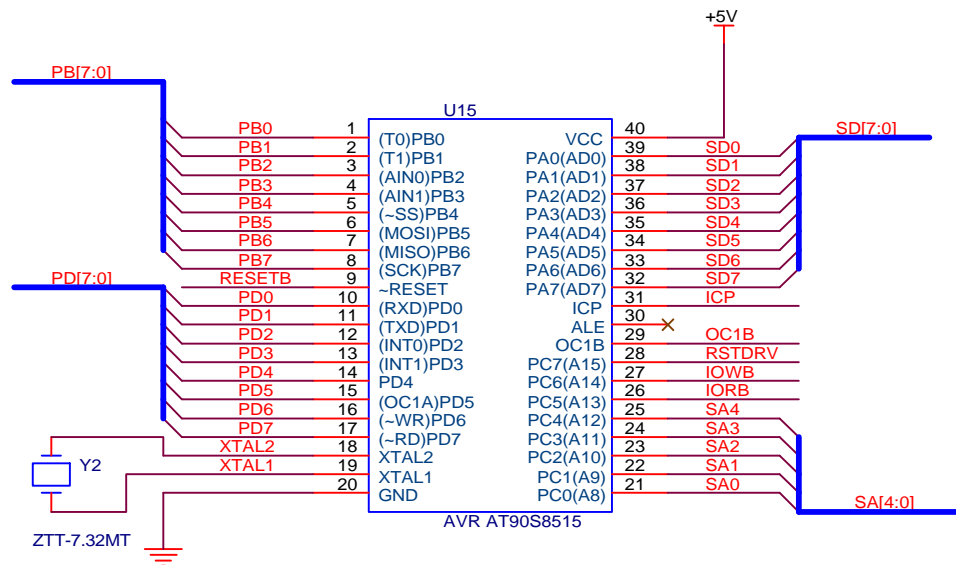 +5V
PB[7:0]
U15
SD[7:0]
PB0 1 (T0)PB0 VCC 40
PB1 2 (T1)PB1 PA0(AD0) 39 SD0
PB2 3 (AIN0)PB2 PA1(AD1) 38 SD1
PB3 4 (AIN1)PB3 PA2(AD2) 37 SD2
PB4 5 (~SS)PB4 PA3(AD3) 36 SD3
PB5 6 (MOSI)PB5 PA4(AD4) 35 SD4
PB6 7 (MISO)PB6 PA5(AD5) 34 SD5
PB7 8 (SCK)PB7 PA6(AD6) 33 SD6
RESETB 9 ~RESET PA7(AD7) 32 SD7
PD[7:0]
PD0 10 (RXD)PD0 ICP 31 ICP
PD1 11 (TXD)PD1 ALE 30
PD2 12 (INT0)PD2 OC1B 29 OC1B
PD3 13 (INT1)PD3 PC7(A15) 28 RSTDRV
PD4 14 PD4 PC6(A14) 27 IOWB
PD5 15 (OC1A)PD5 PC5(A13) 26 IORB
PD6 16 (~WR)PD6 PC4(A12) 25 SA4
PD7 17 (~RD)PD7 PC3(A11) 24 SA3
XTAL2 18 XTAL2 PC2(A10) 23 SA2
XTAL1 19 XTAL1 PC1(A9) 22 SA1
20 GND PC0(A8) 21 SA0
Y2
SA[4:0]
AVR AT90S8515
ZTT-7.32MT